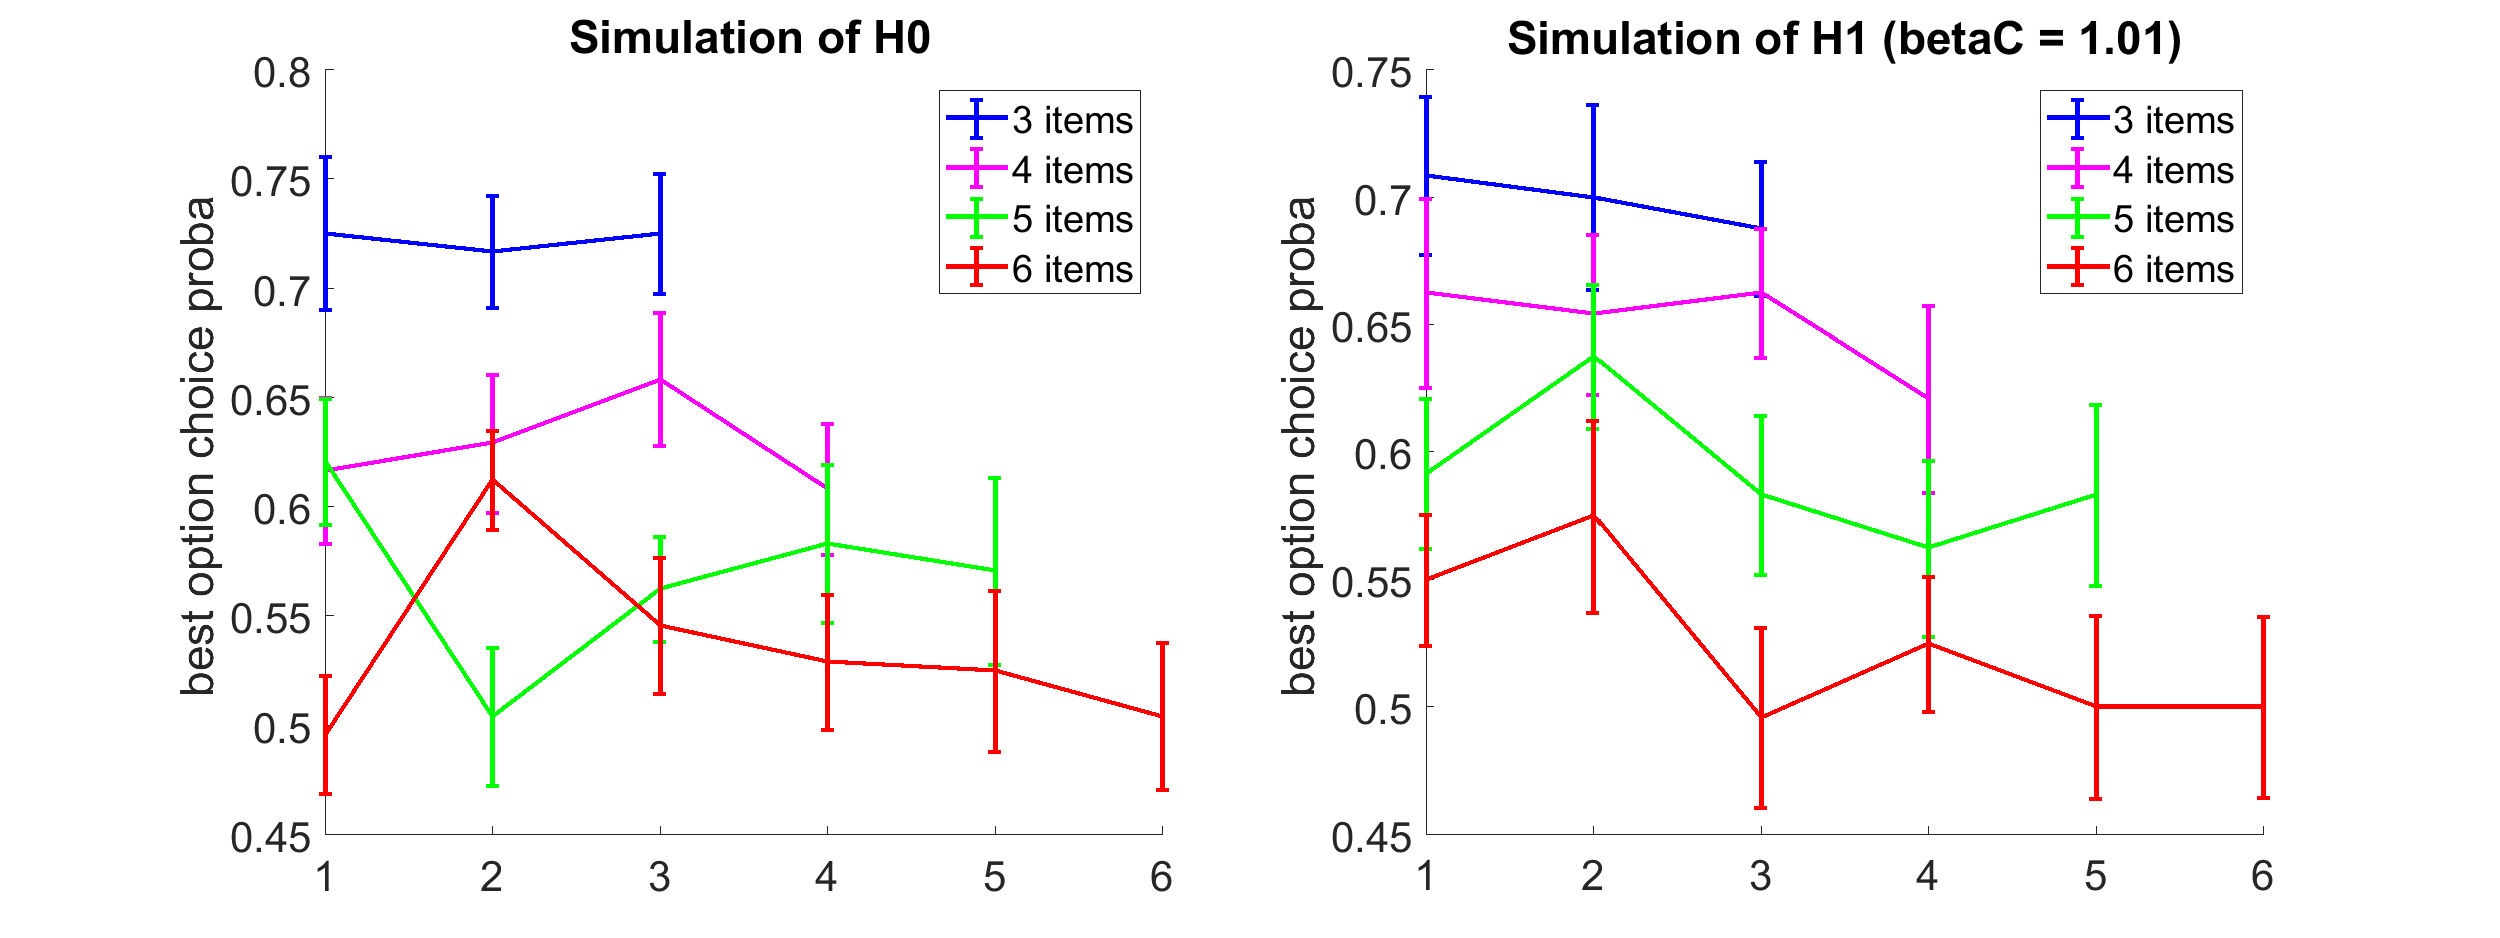 Simulation of H0
0.8
0.75
0.7
0.65
0.6
0.55
0.5
0.45
best option choice proba
1 2 3 4 5 6
3 items
4 items
5 items
6 items
Simulation of H1 (betaC = 1.01)
0.75
0.7
0.65
0.6
0.55
0.5
0.45
best option choice proba
1 2 3 4 5 6
3 items
4 items
5 items
6 items